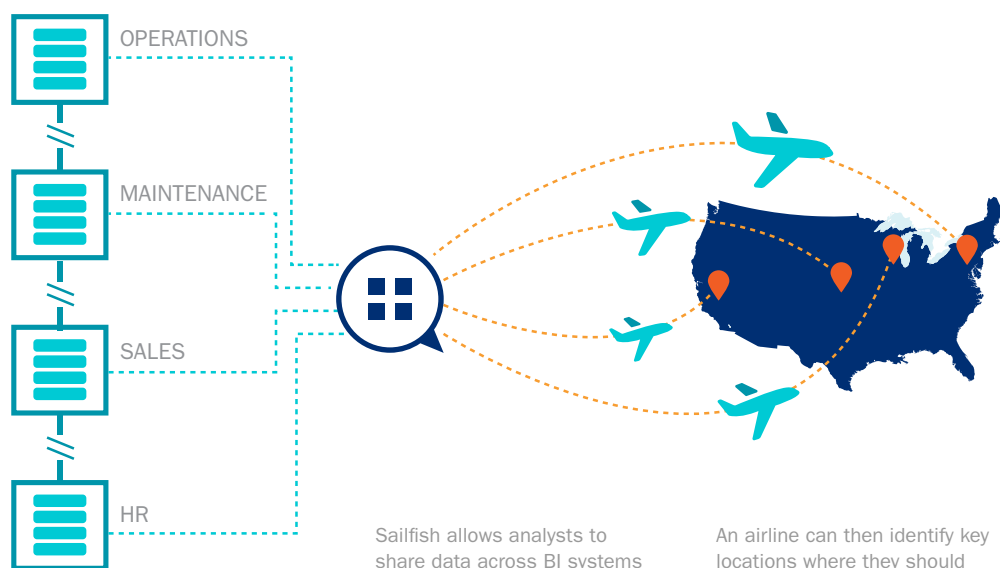 OPERATIONS
MAINTENANCE
SALES
HR
Sailfish allows analysts to
share data across BI systems
An airline can then identify key
locations where they should